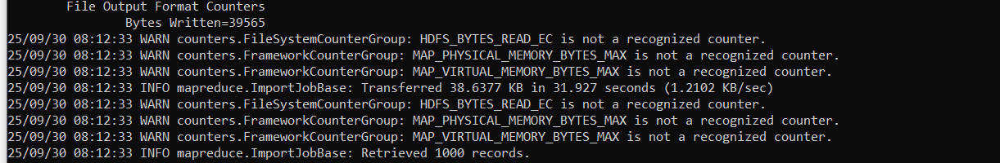 File Output Format Counters
Bytes Written=39565
25/09/30 08:12:33 WARN counters.FileSystemCounterGroup: HDFS_BYTES_READ_EC is not a recognized counter.
25/09/30 08:12:33 WARN counters.FrameworkCounterGroup: MAP_PHYSICAL_MEMORY_BYTES_MAX is not a recognized counter.
25/09/30 08:12:33 WARN counters.FrameworkCounterGroup: MAP_VIRTUAL_MEMORY_BYTES_MAX is not a recognized counter.
25/09/30 08:12:33 INFO mapreduce.ImportJobBase: Transferred 38.6377 KB in 31.927 seconds (1.2102 KB/sec)
25/09/30 08:12:33 WARN counters.FileSystemCounterGroup: HDFS_BYTES_READ_EC is not a recognized counter.
25/09/30 08:12:33 WARN counters.FrameworkCounterGroup: MAP_PHYSICAL_MEMORY_BYTES_MAX is not a recognized counter.
25/09/30 08:12:33 WARN counters.FrameworkCounterGroup: MAP_VIRTUAL_MEMORY_BYTES_MAX is not a recognized counter.
25/09/30 08:12:33 INFO mapreduce.ImportJobBase: Retrieved 1000 records.